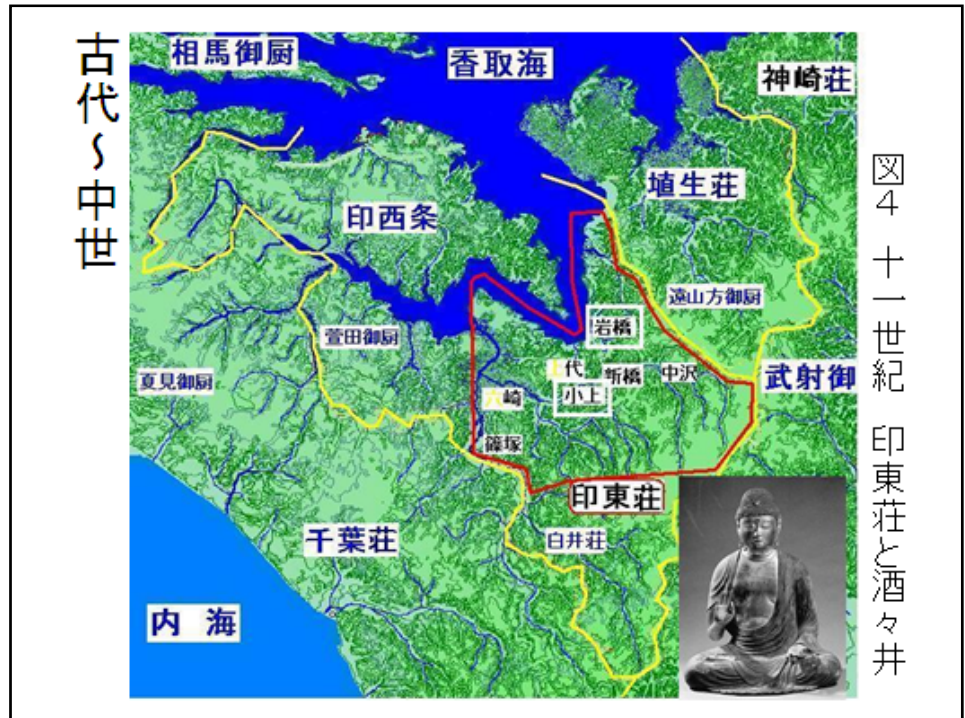 古代～中世
図４ 十一世紀 印東荘と酒々井
相馬御厨
香取海
神崎荘
埴生荘
印西条
遠山方御厨
岩橋
萱田御厨
上代
新橋
中沢
夏見御厨
武射御
六崎
小上
篠塚
印東荘
千葉荘
白井荘
内海